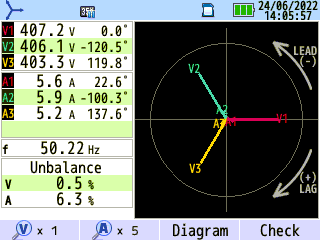 24/06/2022
14:05:57
V1 407.2 V 0.0°
V2 406.1 V -120.5°
V3 403.3 V 119.8°
A1 5.6 A 22.6°
A2 5.9 A -100.3°
A3 5.2 A 137.6°
f 50.22 Hz
Unbalance
V 0.5 %
A 6.3 %
V2
LEAD
(-)
A2
A3 A1 V1
V3
(+)
LAG
V x 1 A x 5 Diagram Check